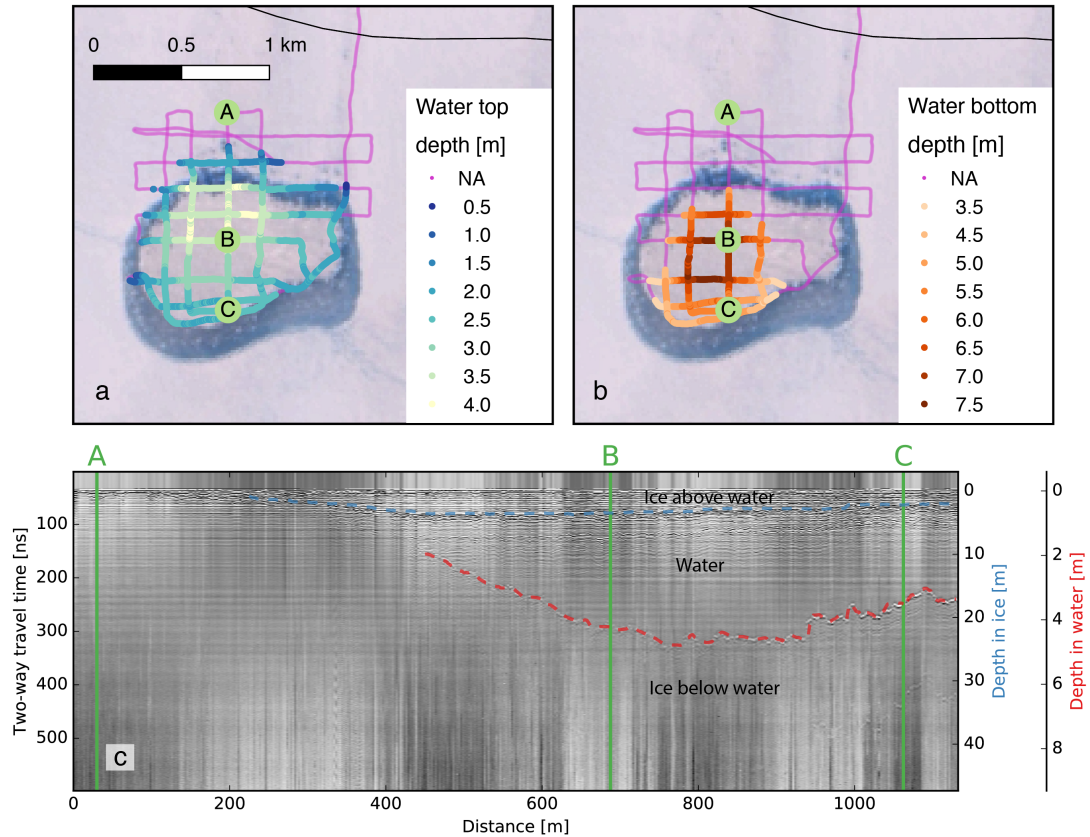 0 0.5 1 km
A
B
C
Water top
depth [m]
NA
0.5
1.0
1.5
2.0
2.5
3.0
3.5
4.0
a
A
B
C
Water bottom
depth [m]
NA
3.5
4.5
5.0
5.5
6.0
6.5
7.0
7.5
b
A B C
Ice above water
Water
Ice below water
c
Two-way travel time [ns]
100
200
300
400
500
0 200 400 600 800 1000
Distance [m]
0
10
20
30
40
Depth in ice [m]
0
2
4
6
8
Depth in water [m]